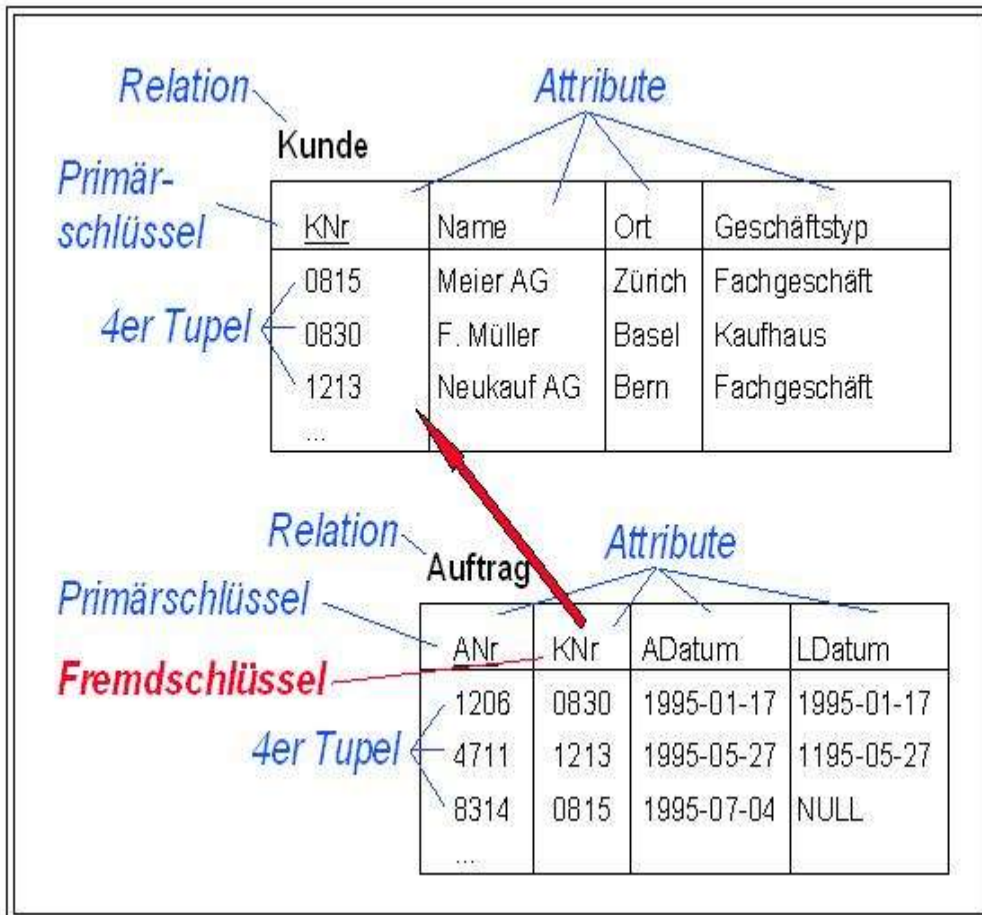 Relation Attribute
Kunde
Primär-
schlüssel
KNr Name Ort Geschäftstyp
0815 Meier AG Zürich Fachgeschäft
4er Tupel 0830 F. Müller Basel Kaufhaus
1213 Neukauf AG Bern Fachgeschäft
...
Relation Attribute
Auftrag
Primärschlüssel
ANr KNr ADatum LDatum
Fremdschlüssel
1206 0830 1995-01-17 1995-01-17
4er Tupel 4711 1213 1995-05-27 1195-05-27
8314 0815 1995-07-04 NULL
...